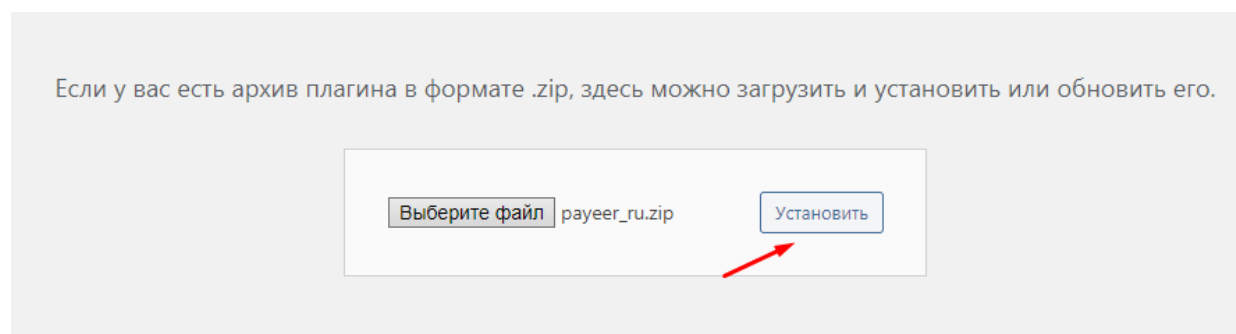 Если у вас есть архив плагина в формате .zip, здесь можно загрузить и установить или обновить его.
Выберите файл payeer_ru.zip Установить